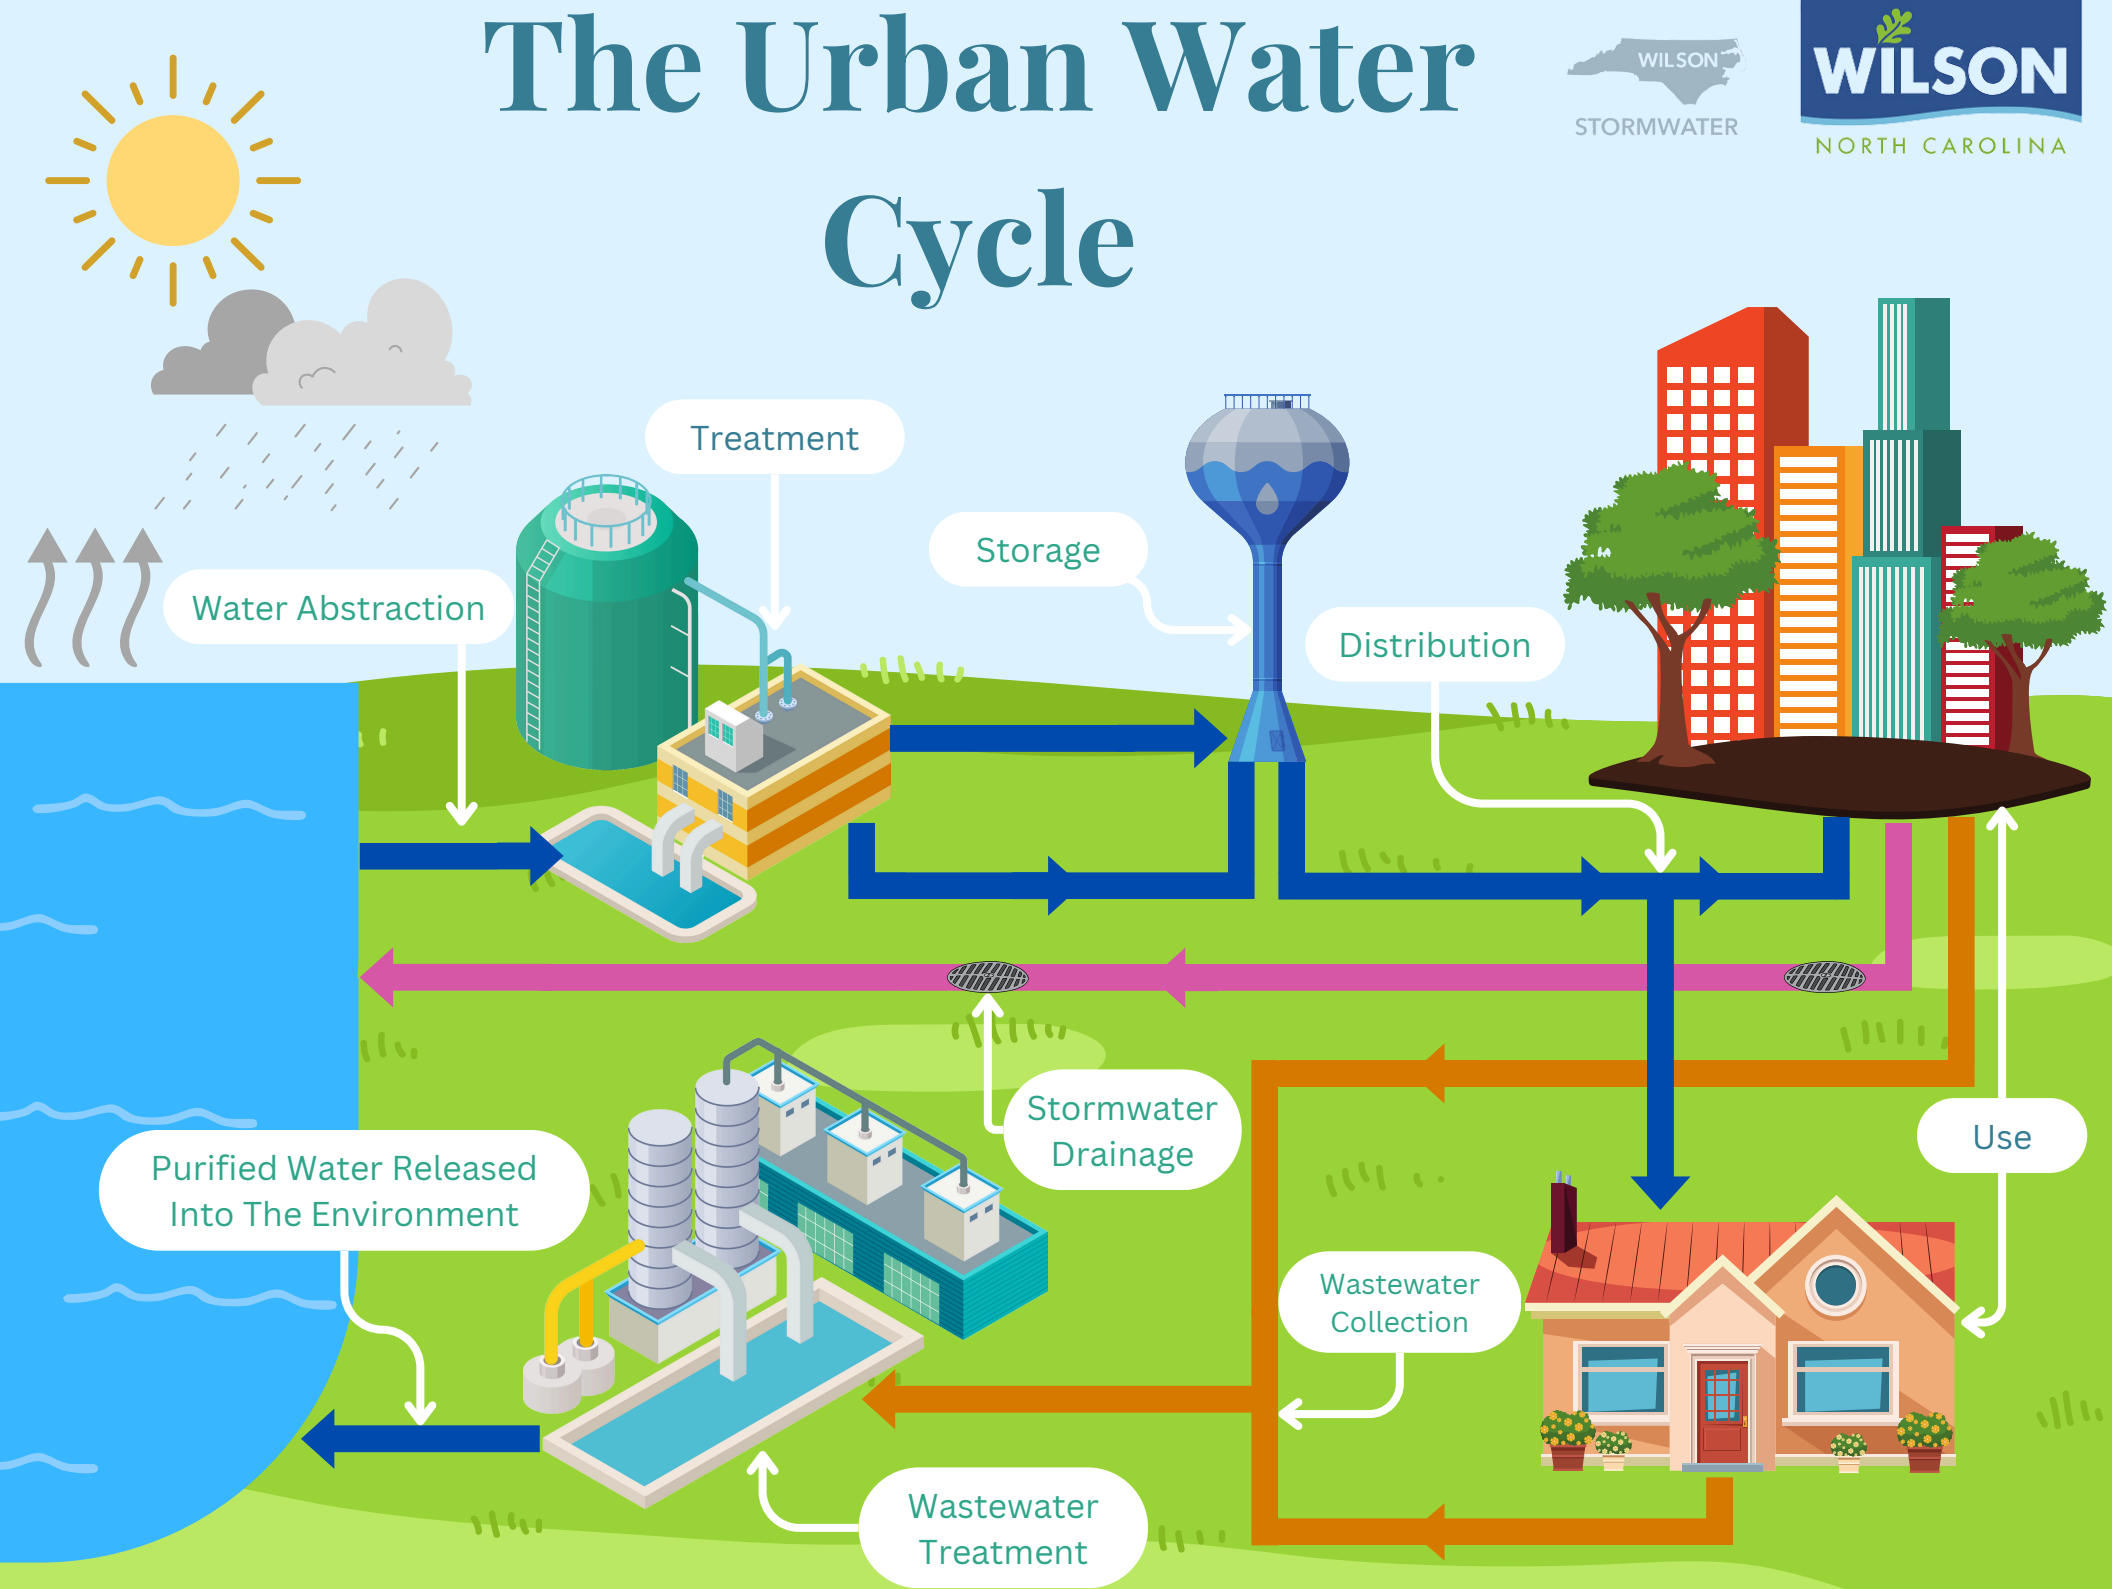 The Urban Water
Cycle
WILSON
STORMWATER
WILSON
NORTH CAROLINA
Treatment
Storage
Water Abstraction
Distribution
Stormwater
Drainage
Use
Purified Water Released
Into The Environment
Wastewater
Collection
Wastewater
Treatment